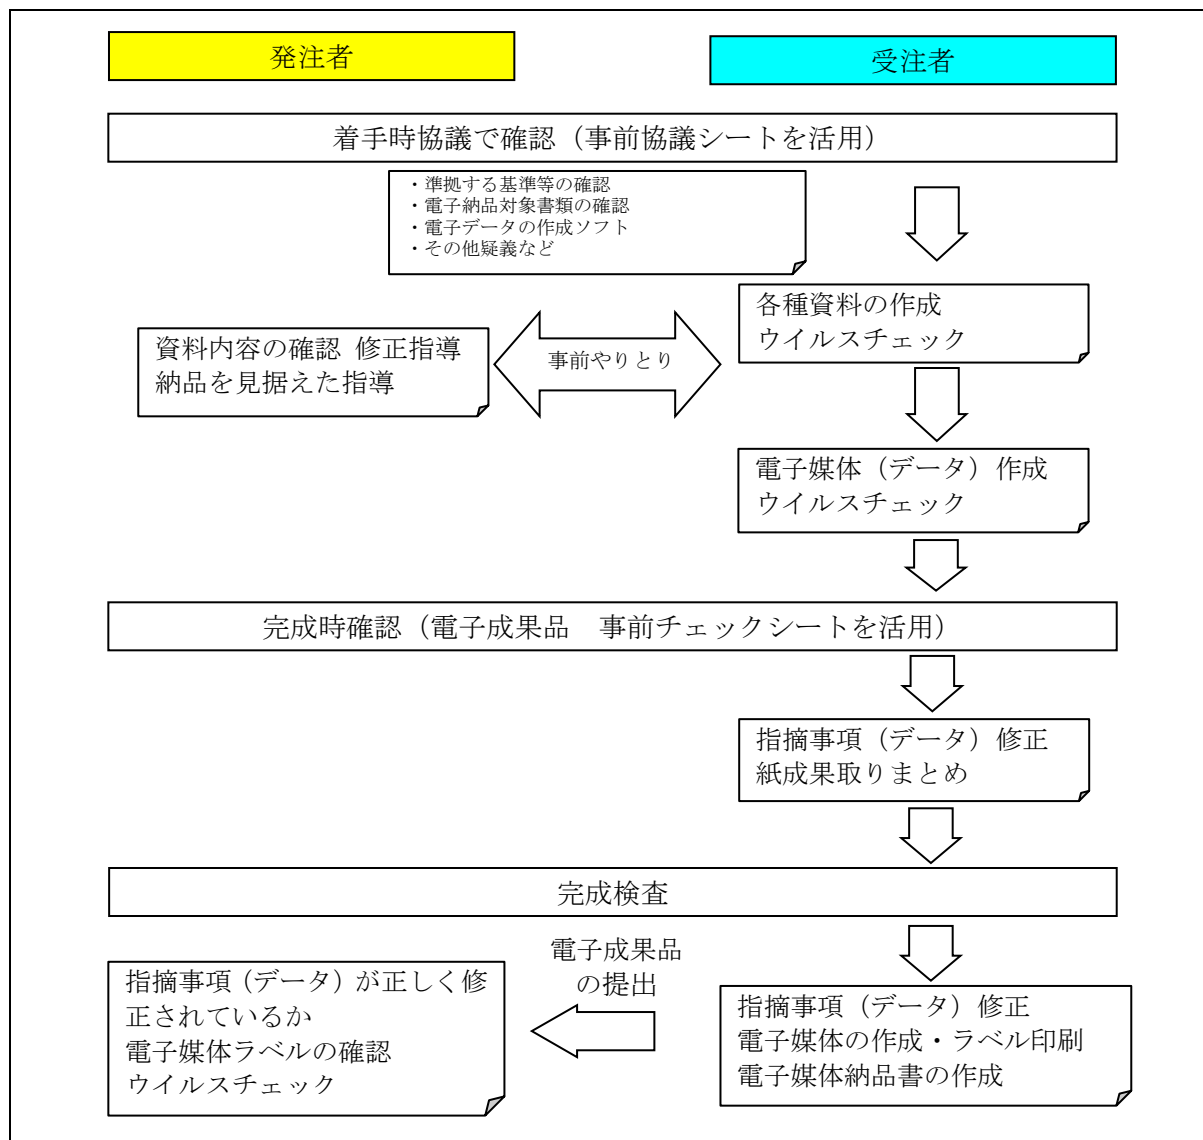 発注者
受注者
着手時協議で確認（事前協議シートを活用）
・準拠する基準等の確認
・電子納品対象書類の確認
・電子データの作成ソフト
・その他疑義など
各種資料の作成
ウイルスチェック
事前やりとり
資料内容の確認 修正指導
納品を見据えた指導
電子媒体（データ）作成
ウイルスチェック
完成時確認（電子成果品　事前チェックシートを活用）
指摘事項（データ）修正
紙成果取りまとめ
完成検査
電子成果品
の提出
指摘事項（データ）が正しく修
正されているか
電子媒体ラベルの確認
ウイルスチェック
指摘事項（データ）修正
電子媒体の作成・ラベル印刷
電子媒体納品書の作成